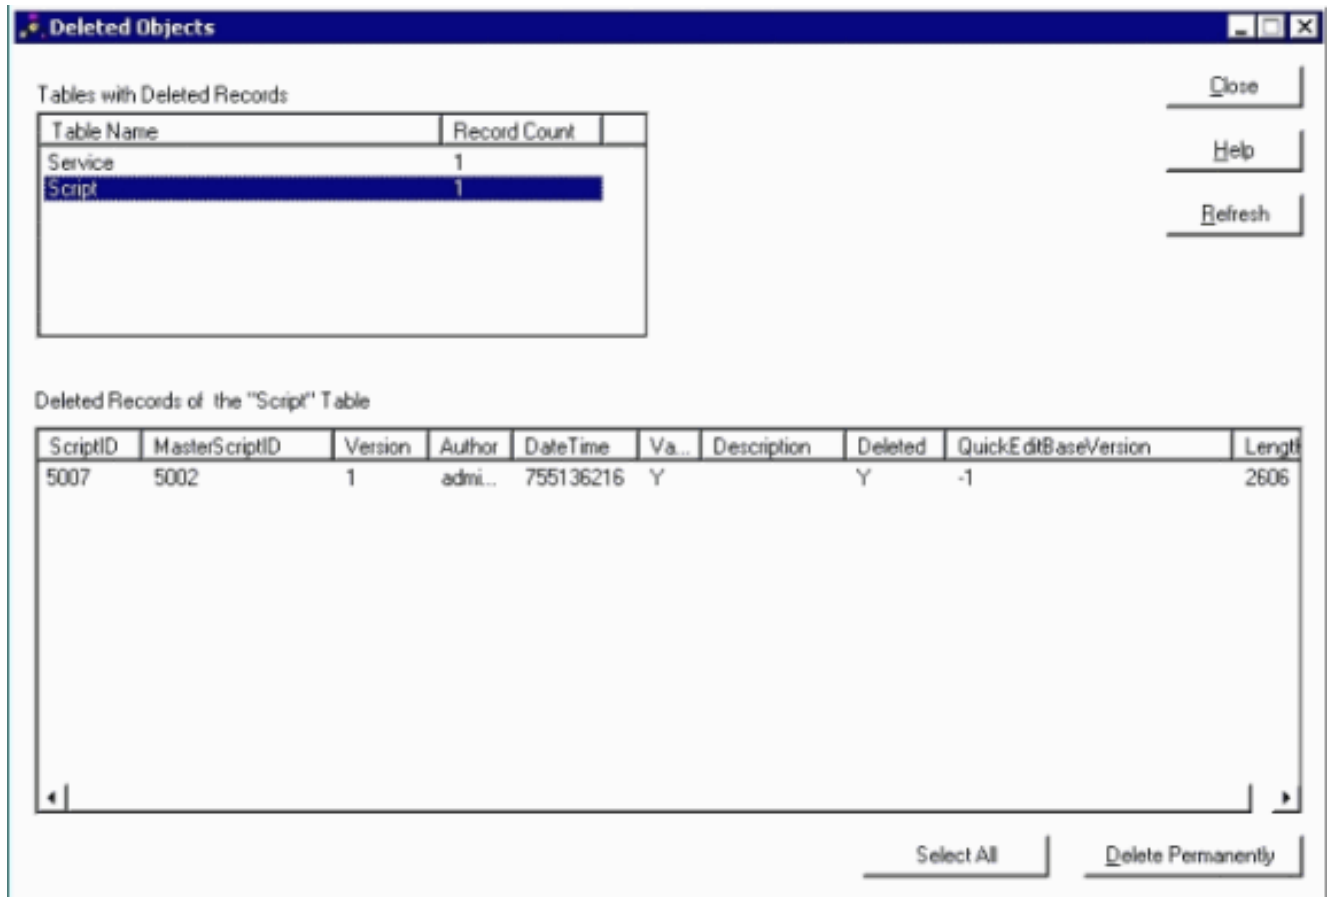 Deleted Objects
Close
Tables with Deleted Records
Table Name Record Count
Help
Service 1
Script 1
Refresh
Deleted Records of the "Script" Table
ScriptID MasterScriptID Version Author DateTime Va... Description Deleted QuickEditBaseVersion Length
5007 5002 1 admi... 755136216 Y Y -1 2606
Select All Delete Permanently